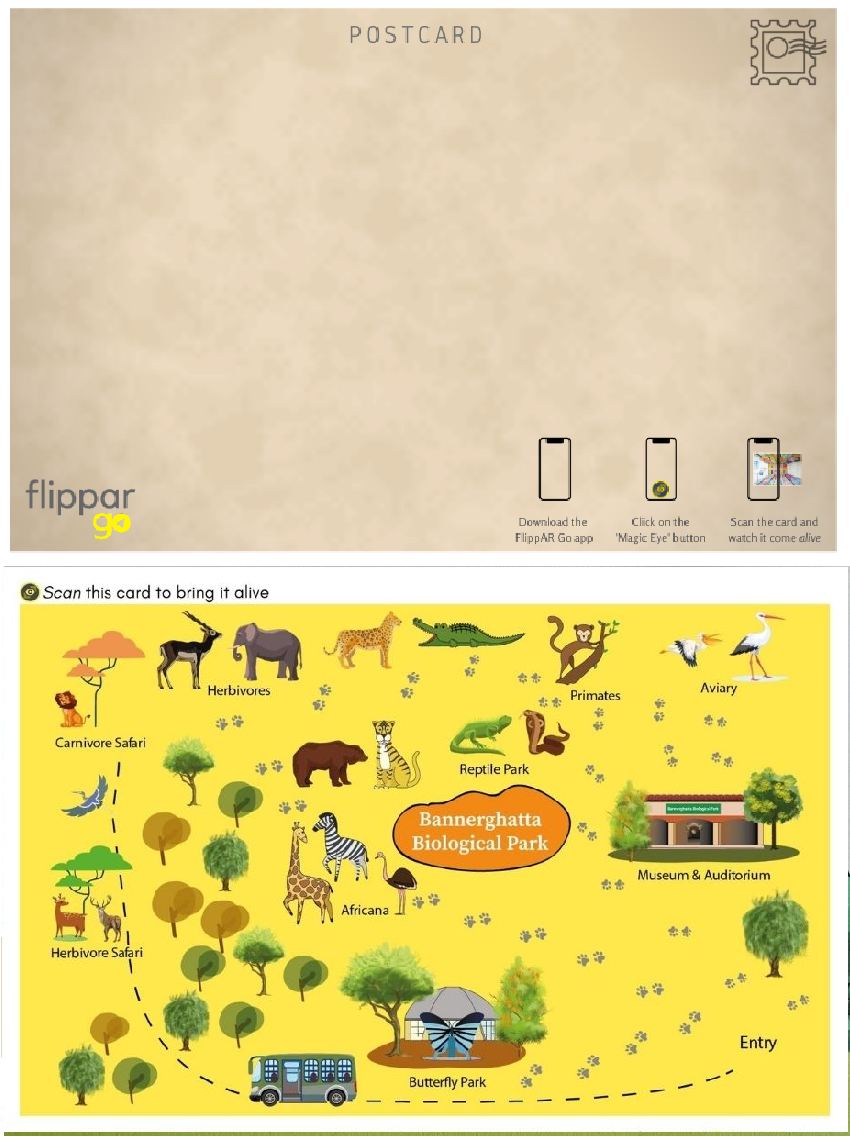 POSTCARD
flippar
go
Download the
FlippAR Go app
Click on the
"Magic Eye" button
Scan the card and
watch it come alive
Scan this card to bring it alive
Herbivores
Primates
Aviary
Carnivore Safari
Reptile Park
Bannerghatta
Biological Park
Bannerghatta Biological Park
Museum & Auditorium
Africana
Herbivore Safari
Entry
Butterfly Park